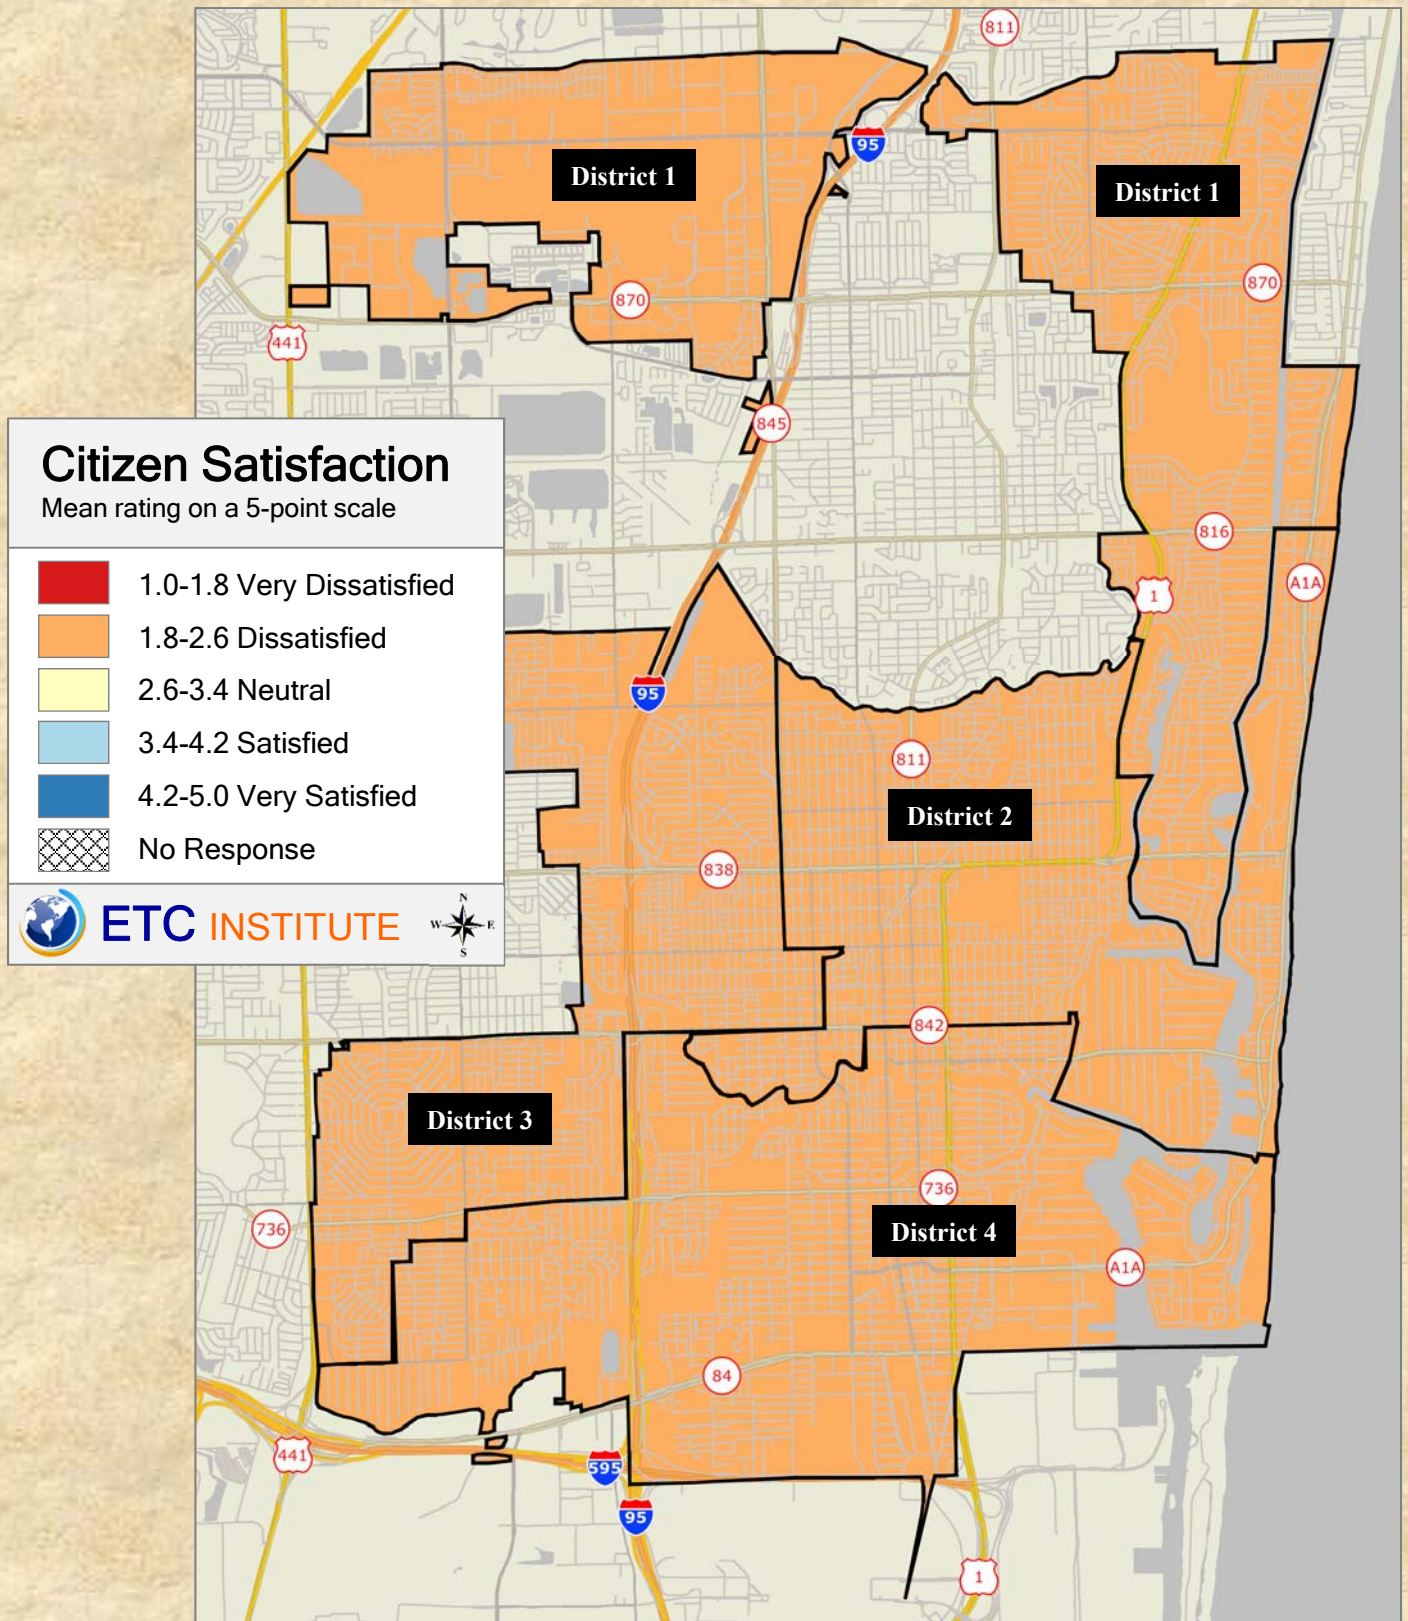 811
95
District 1
District 1
870
870
441
845
Citizen Satisfaction
Mean rating on a 5-point scale
816
A1A
1
1.0-1.8 Very Dissatisfied
1.8-2.6 Dissatisfied
2.6-3.4 Neutral
3.4-4.2 Satisfied
4.2-5.0 Very Satisfied
No Response
95
811
District 2
838
ETC INSTITUTE
N
W E
S
842
District 3
736
736
District 4
A1A
84
441
595
95
1